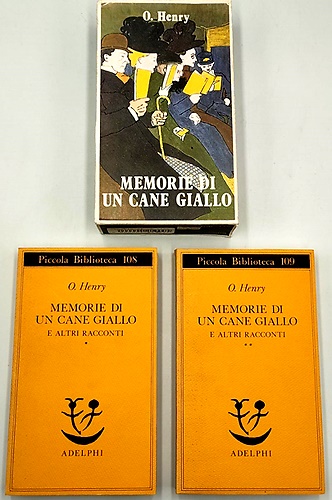 O. Henry
MEMORIE DI
UN CANE GIALLO
Piccola Biblioteca 108
O. Henry
MEMORIE DI
UN CANE GIALLO
E ALTRI RACCONTI
*
ADELPHI
Piccola Biblioteca 109
O. Henry
MEMORIE DI
UN CANE GIALLO
E ALTRI RACCONTI
**
ADELPHI